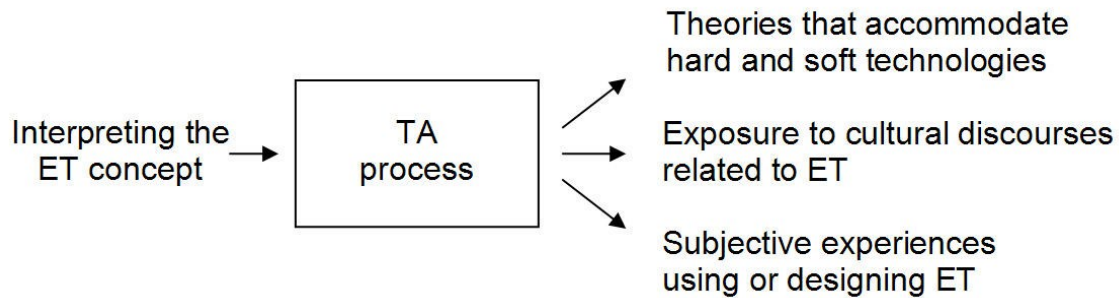 Interpreting the
ET concept
TA
process
Theories that accommodate
hard and soft technologies
Exposure to cultural discourses
related to ET
Subjective experiences
using or designing ET